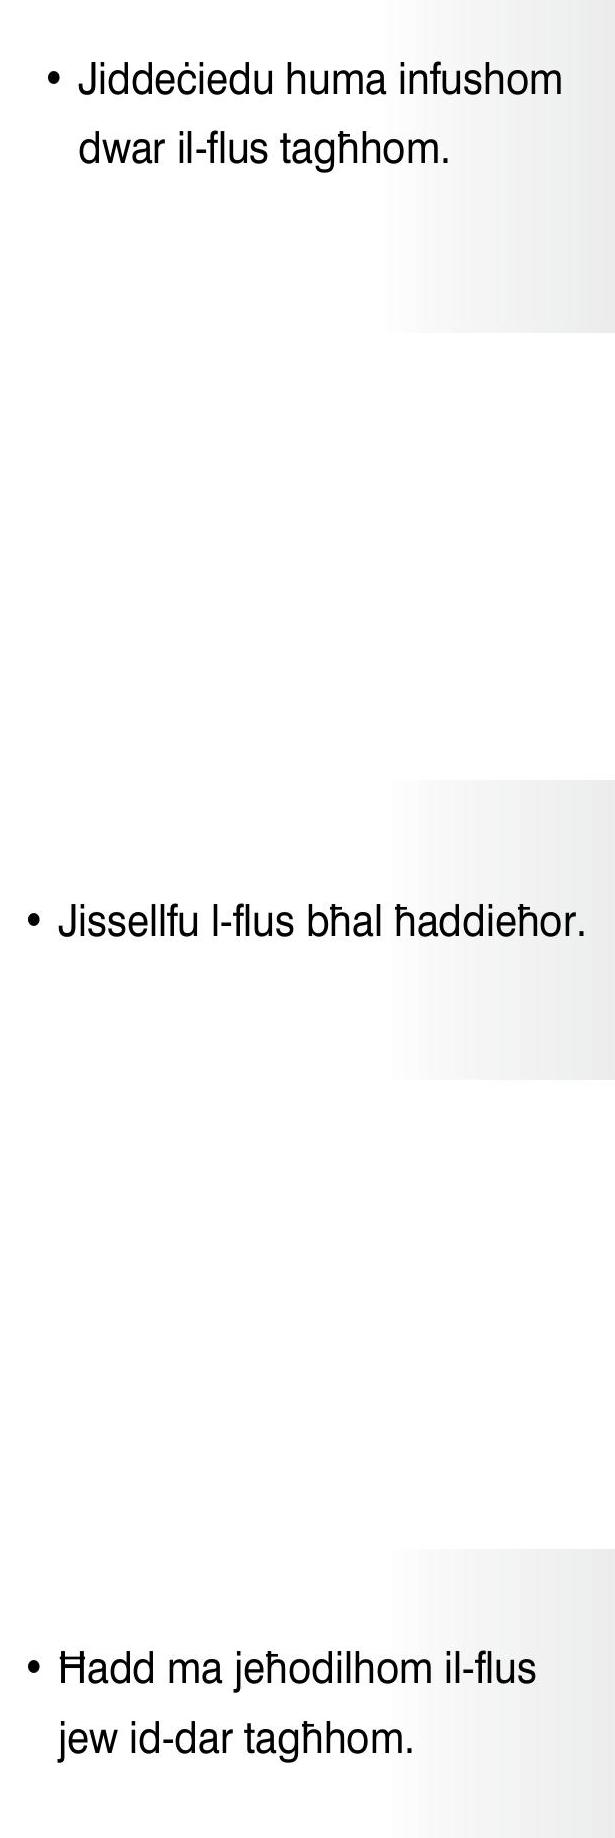 • Jiddeċiedu huma infushom
dwar il-flus tagħhom.
• Jissellfu l-flus bħal ħaddieħor.
• Ħadd ma jeħodilhom il-flus
jew id-dar tagħhom.